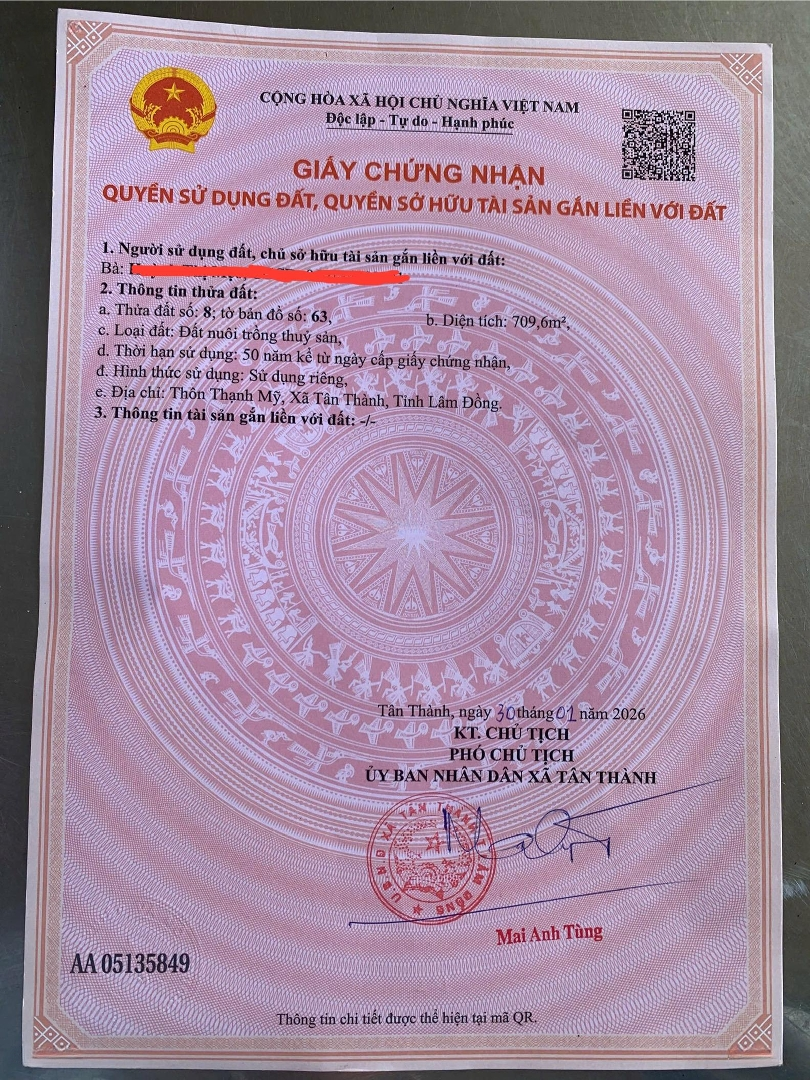 CỘNG HÒA XÃ HỘI CHỦ NGHĨA VIỆT NAM
Độc lập - Tự do - Hạnh phúc
GIẤY CHỨNG NHẬN
QUYỀN SỬ DỤNG ĐẤT, QUYỀN SỞ HỮU TÀI SẢN GẮN LIỀN VỚI ĐẤT
1. Người sử dụng đất, chủ sở hữu tài sản gắn liền với đất:
Bà:
2. Thông tin thửa đất:
a. Thửa đất số: 8; tờ bản đồ số: 63, b. Diện tích: 709,6m²,
c. Loại đất: Đất nuôi trồng thuỷ sản,
d. Thời hạn sử dụng: 50 năm kể từ ngày cấp giấy chứng nhận,
đ. Hình thức sử dụng: Sử dụng riêng,
e. Địa chỉ: Thôn Thạnh Mỹ, Xã Tân Thành, Tỉnh Lâm Đồng.
3. Thông tin tài sản gắn liền với đất: -/-
Tân Thành, ngày 30 tháng 01 năm 2026
KT. CHỦ TỊCH
PHÓ CHỦ TỊCH
ỦY BAN NHÂN DÂN XÃ TÂN THÀNH
U.B.N.D XÃ TÂN THÀNH T. LÂM ĐỒNG
Mai Anh Tùng
AA 05135849
Thông tin chi tiết được thể hiện tại mã QR.